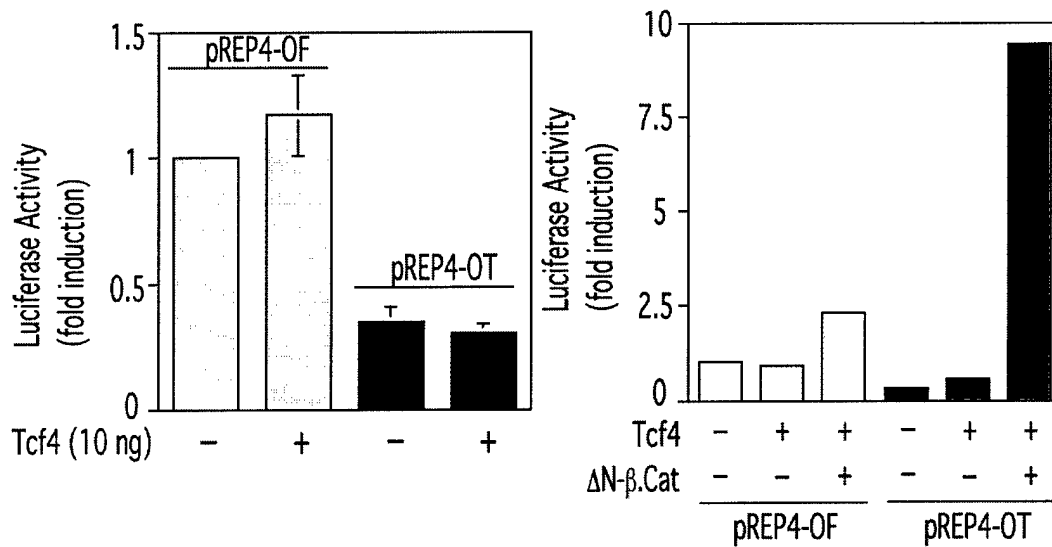 1.5
pREP4-OF
1
pREP4-OT
0.5
0
Luciferase Activity
(fold induction)
Tcf4 (10 ng) – + – +
10
7.5
5
2.5
0
Luciferase Activity
(fold induction)
Tcf4 – + + – + +
ΔN-β.Cat – – + – – +
pREP4-OF pREP4-OT